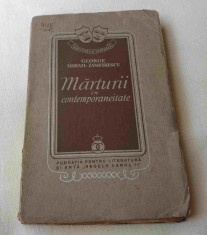 GEORGE
MIHAIL-ZAMFIRESCU
Mărturii
în
contemporaneitate
FUNDAȚIA PENTRU LITERATURĂ
ȘI ARTĂ „REGELE CAROL II”